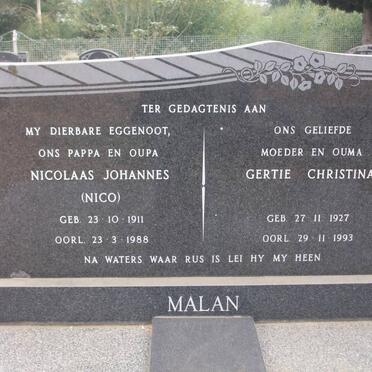 TER GEDAGTENIS AAN
MY DIERBARE EGGENOOT,
ONS PAPPA EN OUPA
NICOLAAS JOHANNES
(NICO)
GEB. 23·10·1911
OORL. 23·3·1988
ONS GELIEFDE
MOEDER EN OUMA
GERTIE CHRISTINA
GEB. 27·11·1927
OORL. 29·11·1993
NA WATERS WAAR RUS IS LEI HY MY HEEN
MALAN